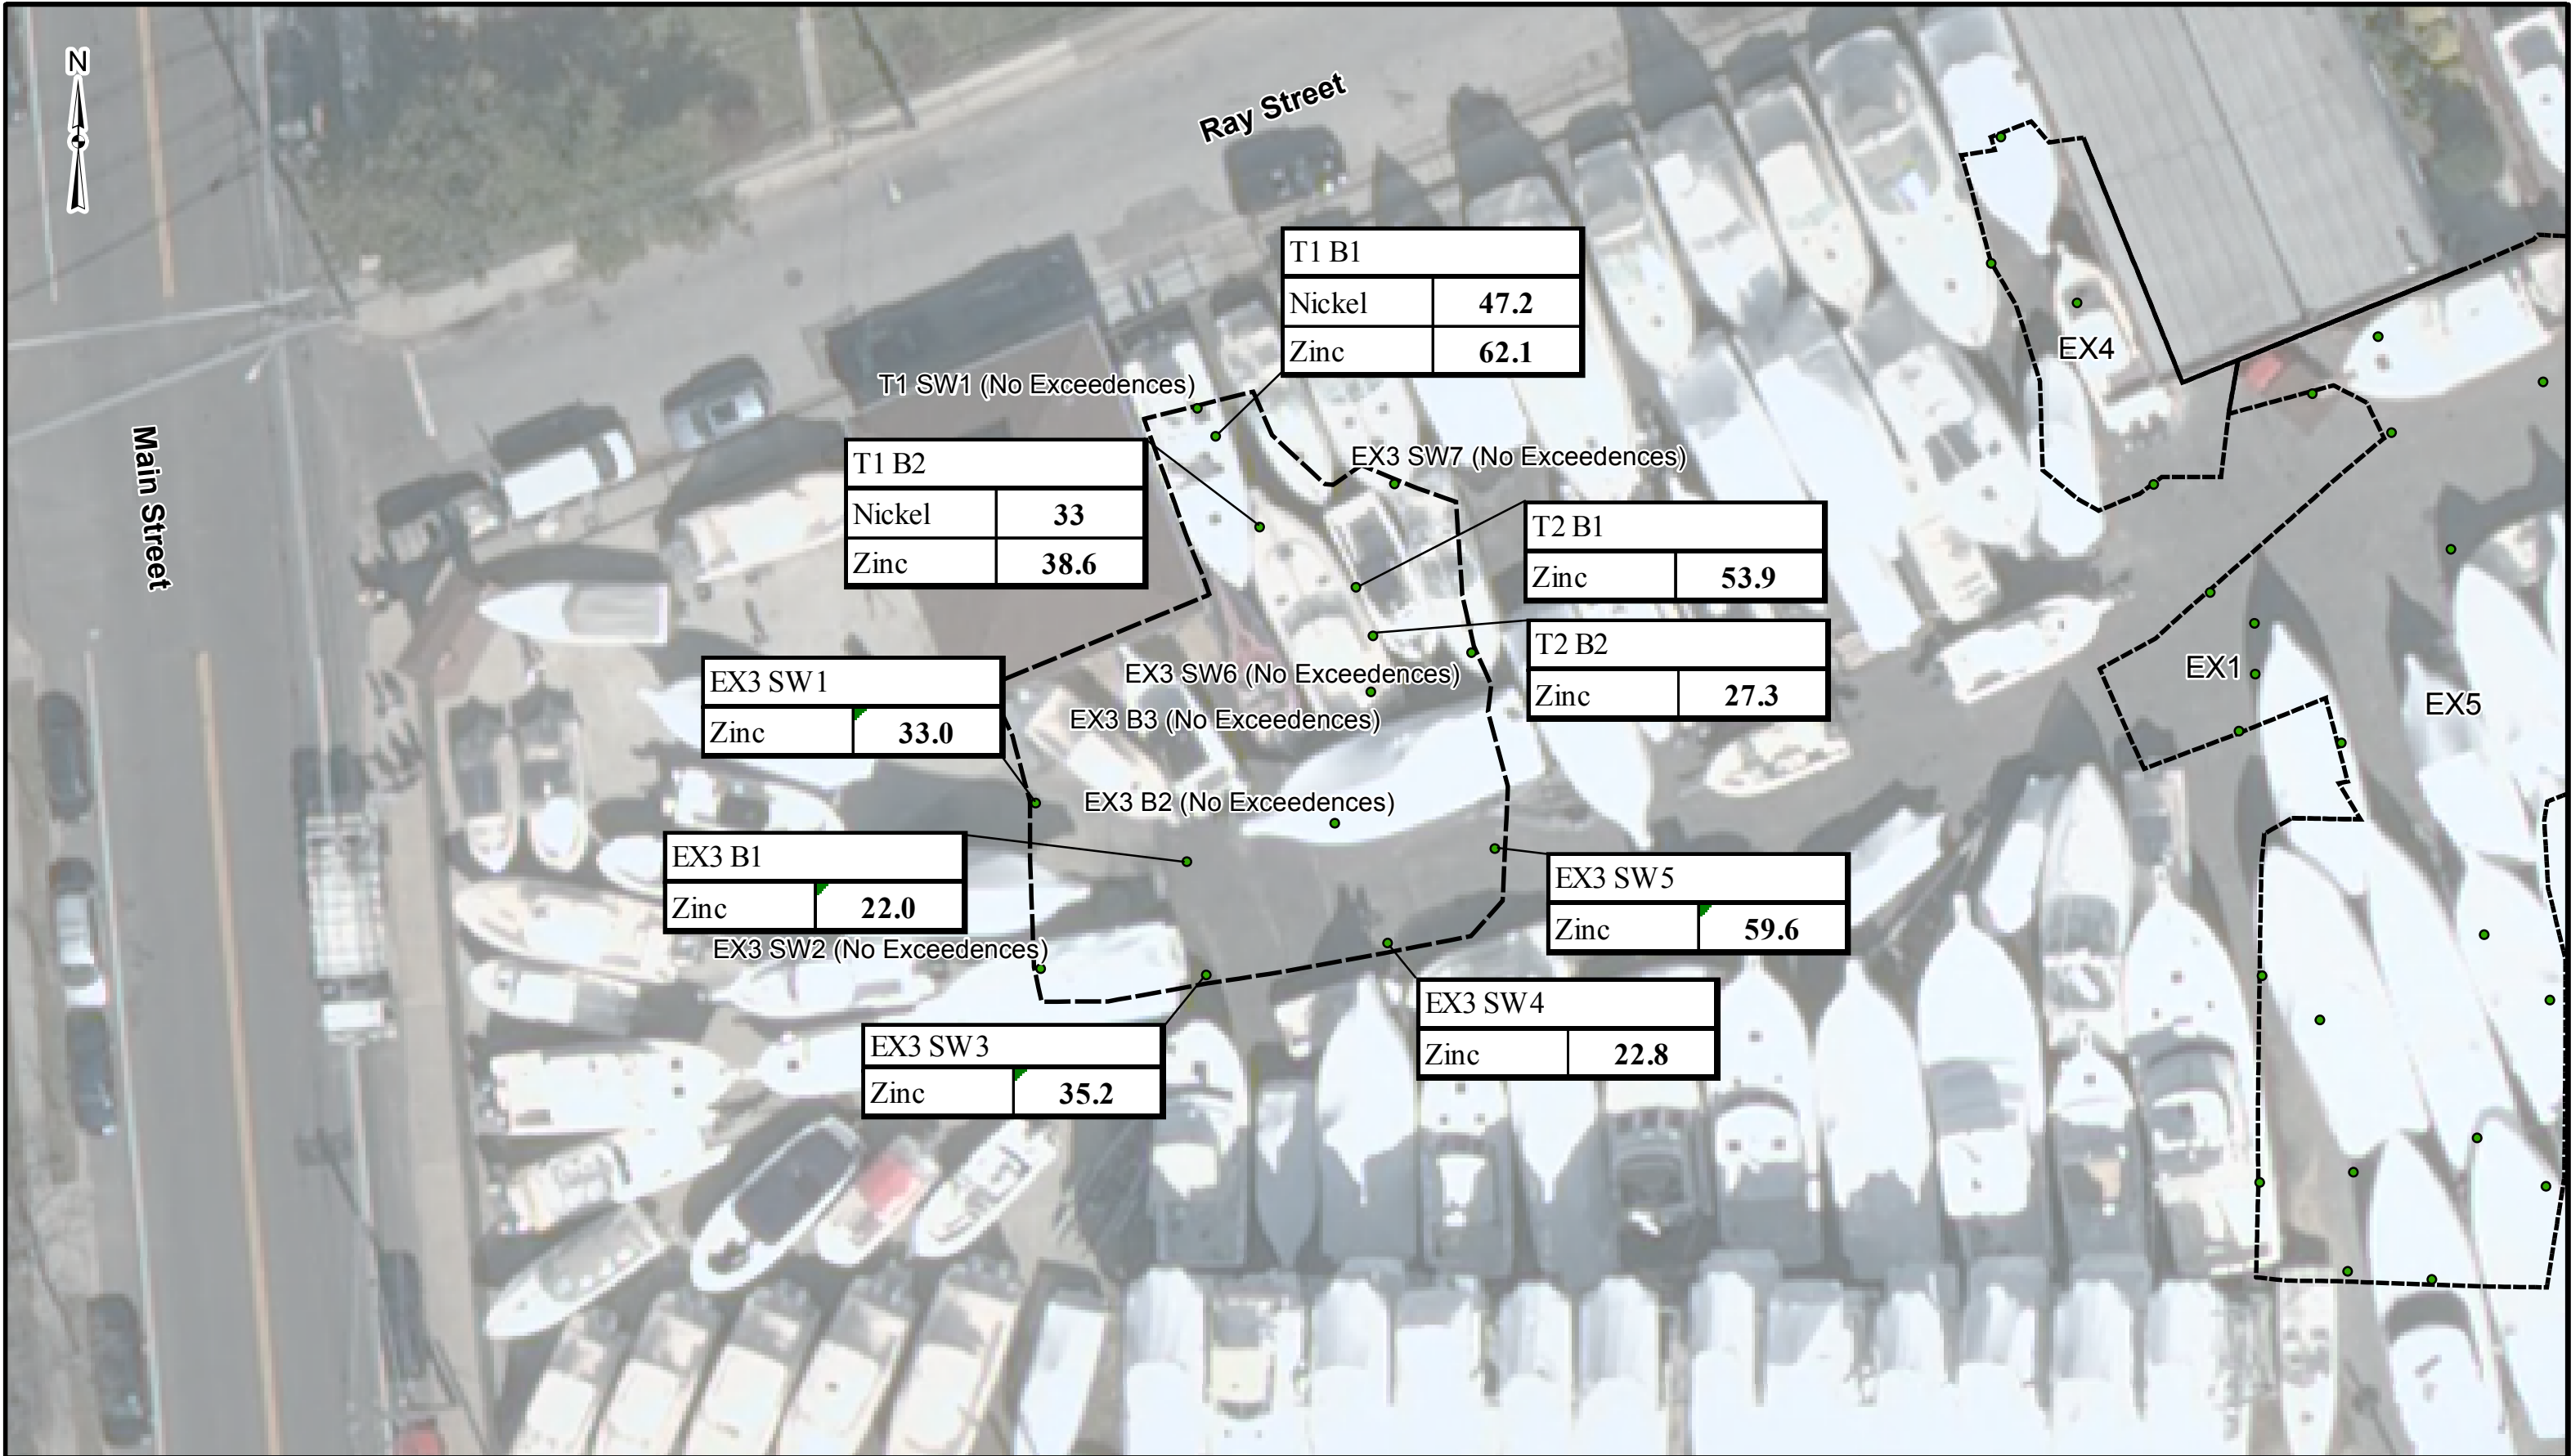 N
Ray Street
Main Street
T1 B1
Nickel 47.2
Zinc 62.1
T1 SW1 (No Exceedences)
EX4
T1 B2
Nickel 33
Zinc 38.6
EX3 SW7 (No Exceedences)
T2 B1
Zinc 53.9
T2 B2
Zinc 27.3
EX3 SW1
Zinc 33.0
EX3 SW6 (No Exceedences)
EX3 B3 (No Exceedences)
EX1
EX5
EX3 B2 (No Exceedences)
EX3 B1
Zinc 22.0
EX3 SW5
Zinc 59.6
EX3 SW2 (No Exceedences)
EX3 SW4
Zinc 22.8
EX3 SW3
Zinc 35.2